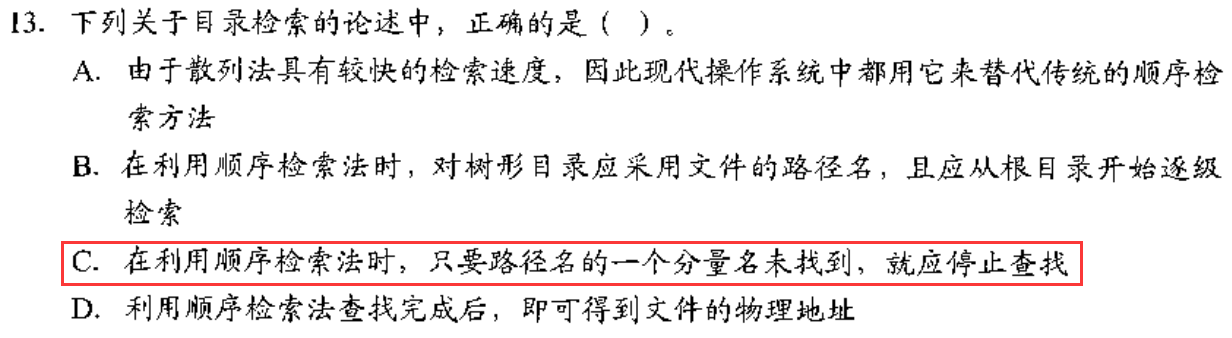 13. 下列关于目录检索的论述中，正确的是（ ）。
A. 由于散列法具有较快的检索速度，因此现代操作系统中都用它来替代传统的顺序检
索方法
B. 在利用顺序检索法时，对树形目录应采用文件的路径名，且应从根目录开始逐级
检索
C. 在利用顺序检索法时，只要路径名的一个分量名未找到，就应停止查找
D. 利用顺序检索法查找完成后，即可得到文件的物理地址